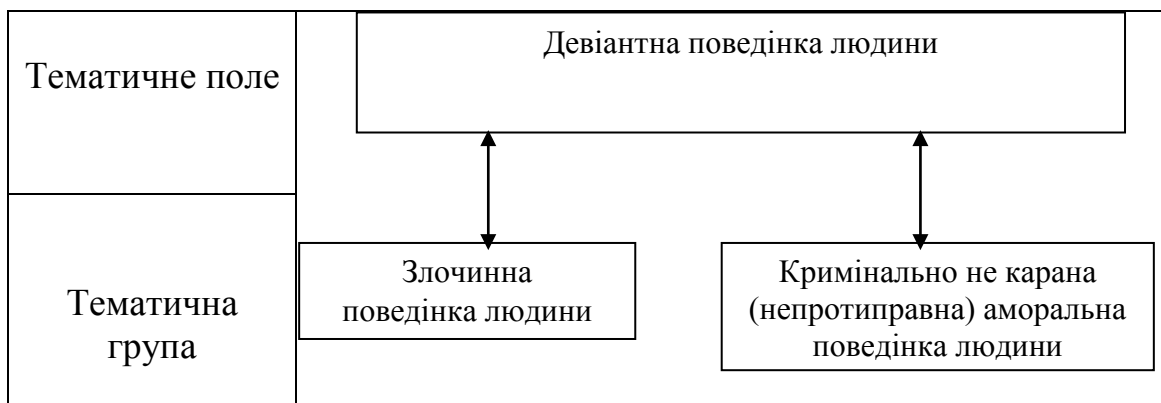 Тематичне поле
Девіантна поведінка людини
Тематична
група
Злочинна
поведінка людини
Кримінально не карана
(непротиправна) аморальна
поведінка людини